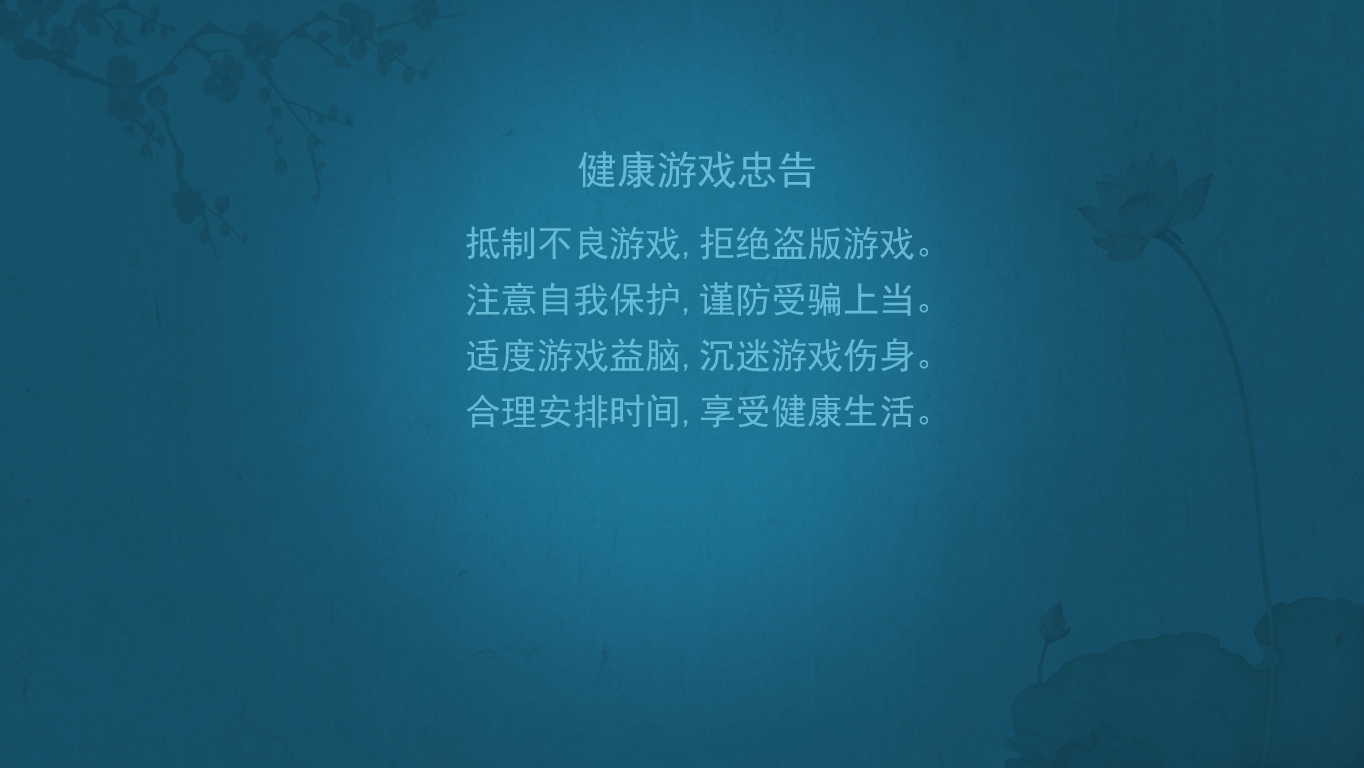 健康游戏忠告
抵制不良游戏,拒绝盗版游戏。
注意自我保护,谨防受骗上当。
适度游戏益脑,沉迷游戏伤身。
合理安排时间,享受健康生活。